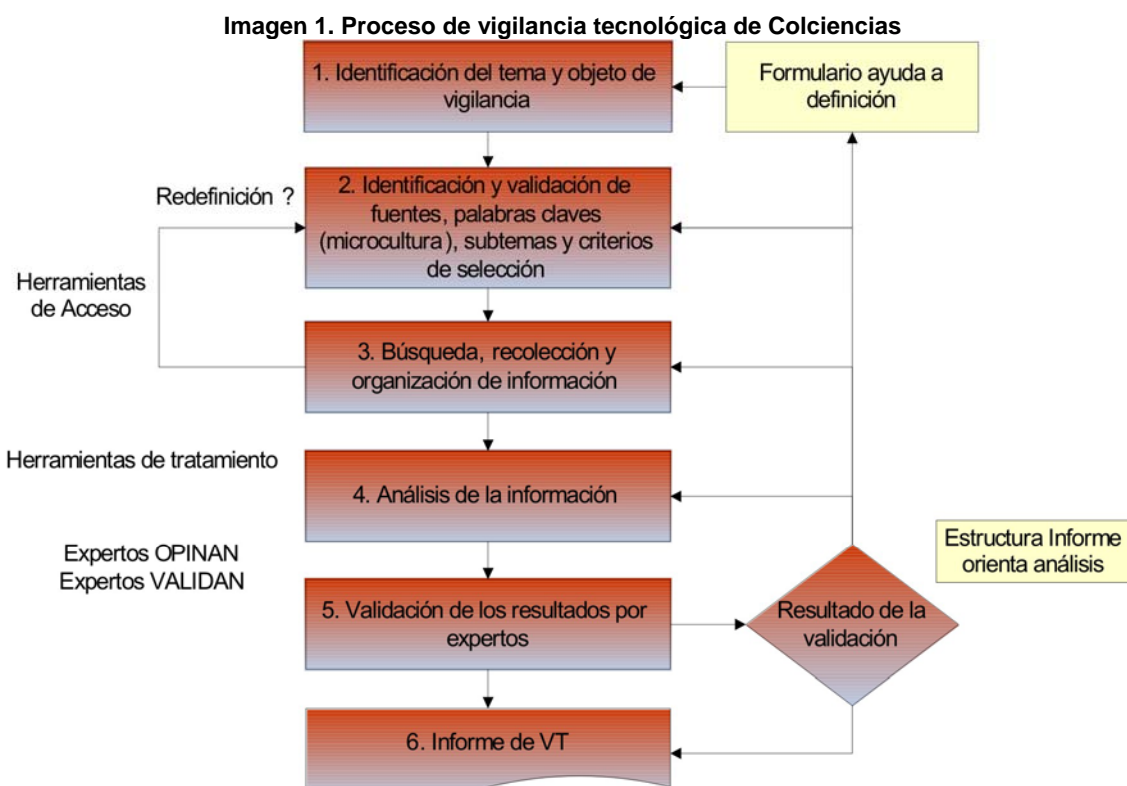 Imagen 1. Proceso de vigilancia tecnológica de Colciencias
1. Identificación del tema y objeto de
vigilancia
Formulario ayuda a
definición
Redefinición ?
2. Identificación y validación de
fuentes, palabras claves
(microcultura), subtemas y criterios
de selección
Herramientas
de Acceso
3. Búsqueda, recolección y
organización de información
Herramientas de tratamiento
4. Análisis de la información
Expertos OPINAN
Expertos VALIDAN
Estructura Informe
orienta análisis
5. Validación de los resultados por
expertos
Resultado de la
validación
6. Informe de VT